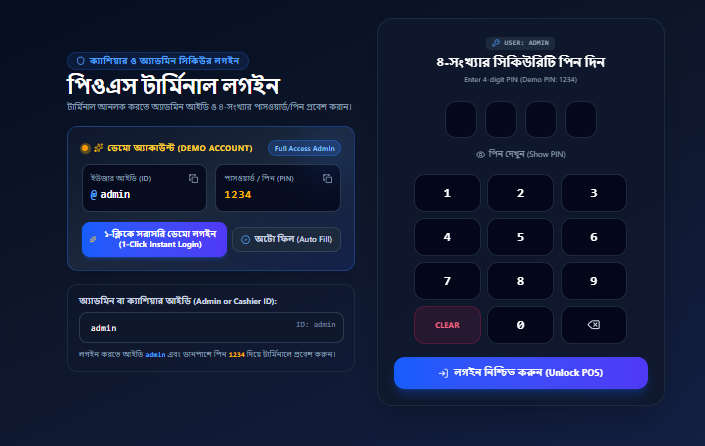 ক্যাশিয়ার ও অ্যাডমিন সিকিউর লগইন
পিওএস টার্মিনাল লগইন
টার্মিনাল আনলক করতে অ্যাডমিন আইডি ও ৪-সংখ্যার পাসওয়ার্ড/পিন প্রবেশ করান।
ডেমো অ্যাকাউন্ট (DEMO ACCOUNT)
Full Access Admin
ইউজার আইডি (ID)
@ admin
পাসওয়ার্ড / পিন (PIN)
1234
১-ক্লিকে সরাসরি ডেমো লগইন
(1-Click Instant Login)
অটো ফিল (Auto Fill)
অ্যাডমিন বা ক্যাশিয়ার আইডি (Admin or Cashier ID):
admin
ID: admin
লগইন করতে আইডি admin এবং ডানপাশে পিন 1234 দিয়ে টার্মিনালে প্রবেশ করুন।
USER: ADMIN
৪-সংখ্যার সিকিউরিটি পিন দিন
Enter 4-digit PIN (Demo PIN: 1234)
পিন দেখুন (Show PIN)
1 2 3
4 5 6
7 8 9
CLEAR 0
লগইন নিশ্চিত করুন (Unlock POS)